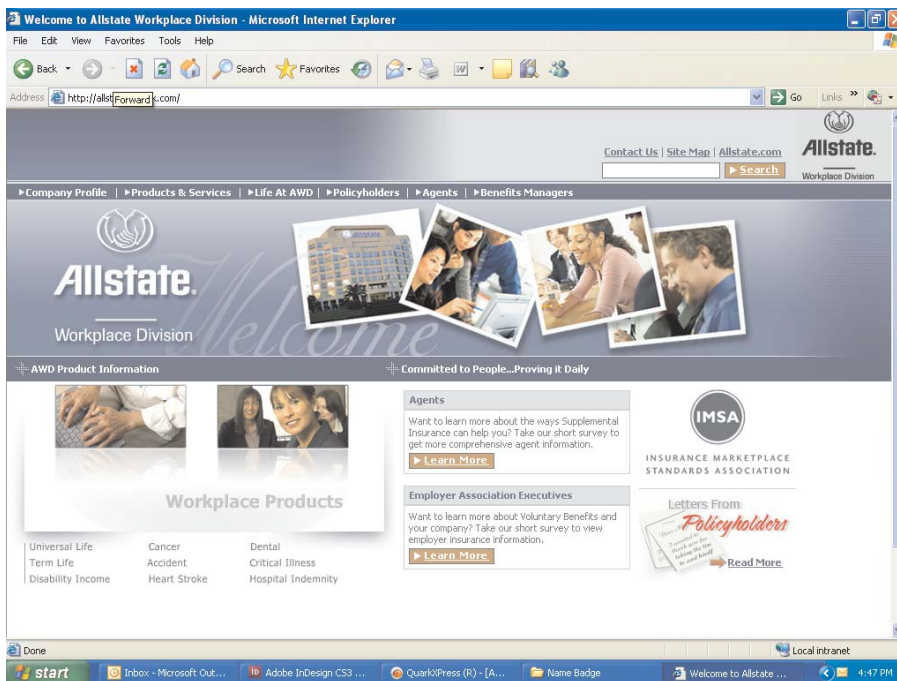 Welcome to Allstate Workplace Division - Microsoft Internet Explorer
File Edit View Favorites Tools Help
Back Search Favorites
Address http://allst Forward k.com/ Go Links »
Contact Us | Site Map | Allstate.com
Search
Allstate.
Workplace Division
Company Profile | Products & Services | Life At AWD | Policyholders | Agents | Benefits Managers
Welcome
Allstate.
Workplace Division
AWD Product Information
Committed to People...Proving it Daily
Workplace Products
Universal Life Cancer Dental
Term Life Accident Critical Illness
Disability Income Heart Stroke Hospital Indemnity
Agents
Want to learn more about the ways Supplemental
Insurance can help you? Take our short survey to
get more comprehensive agent information.
Learn More
Employer Association Executives
Want to learn more about Voluntary Benefits and
your company? Take our short survey to view
employer insurance information.
Learn More
IMSA
INSURANCE MARKETPLACE
STANDARDS ASSOCIATION
Letters From
Policyholders
Read More
Done
Local intranet
start Inbox - Microsoft Out... Adobe InDesign CS3 ... QuarkXPress (R) - [A... Name Badge Welcome to Allstate ... 4:47 PM